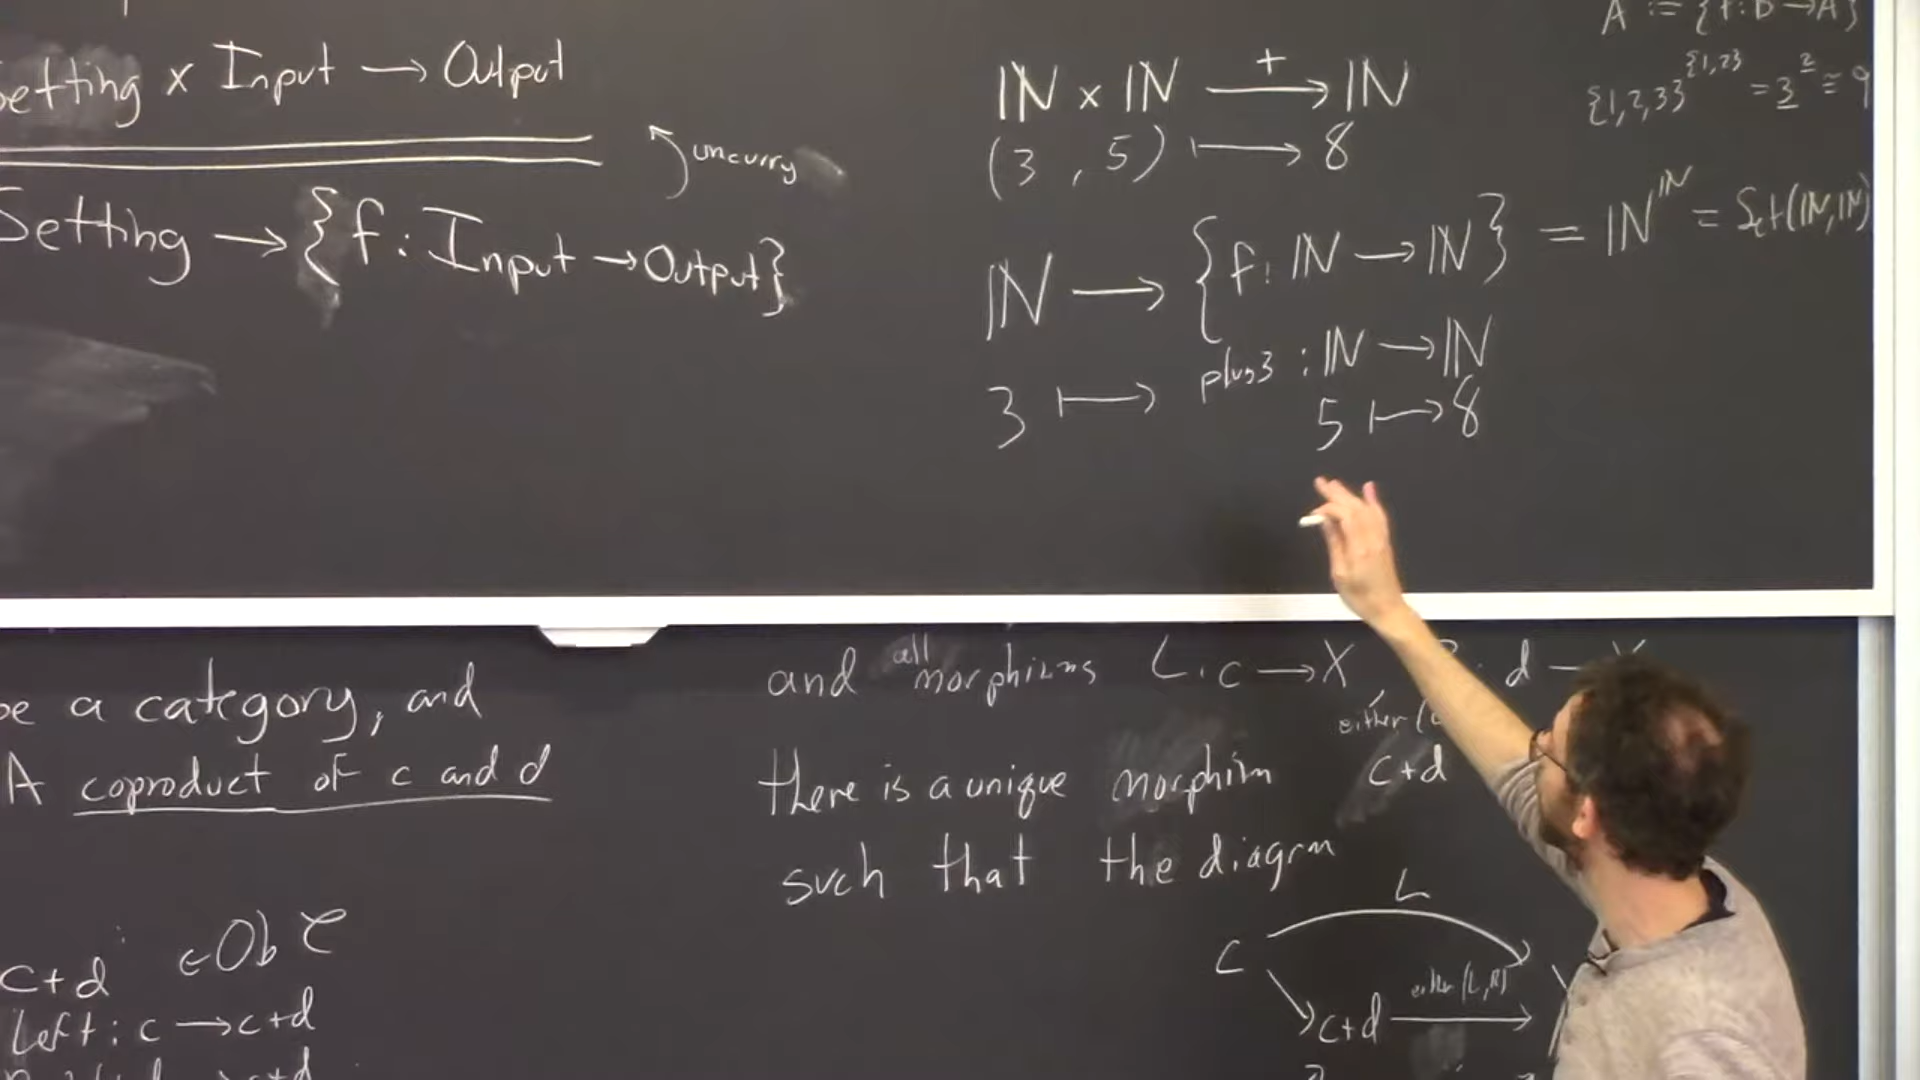 Setting x Input → Output
uncurry
Setting → {f : Input → Output}
ℕ × ℕ —+→ ℕ
(3 , 5) ↦ 8
ℕ → {f : ℕ → ℕ} = ℕ^ℕ = Set(ℕ,ℕ)
3 ↦ plus3 : ℕ → ℕ
5 ↦ 8
A := {f : B → A}
{1,2,3}^{1,2} = 3^2 ≅ 9
be a category, and
A coproduct of c and d
c+d ∈ Ob C
left : c → c+d
and all morphisms L : c → X
d →
either (
there is a unique morphism c+d
such that the diagrm
L
c
either (L,R)
c+d →